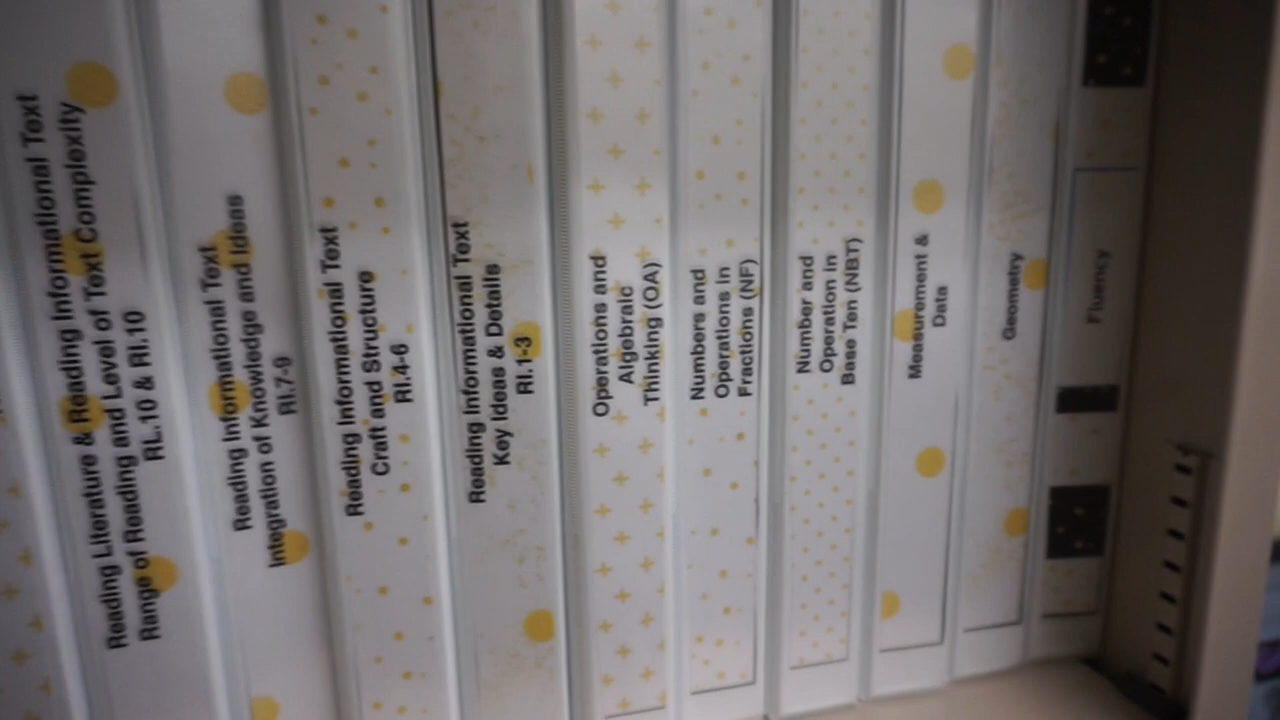 Reading Literature & Reading Informational Text
Range of Reading and Level of Text Complexity
RL.10 & RI.10
Reading Informational Text
Integration of Knowledge and Ideas
RI.7-9
Reading Informational Text
Craft and Structure
RI.4-6
Reading Informational Text
Key Ideas & Details
RI.1-3
Operations and
Algebraic
Thinking (OA)
Numbers and
Operations in
Fractions (NF)
Number and
Operation in
Base Ten (NBT)
Measurement &
Data
Geometry
Fluency